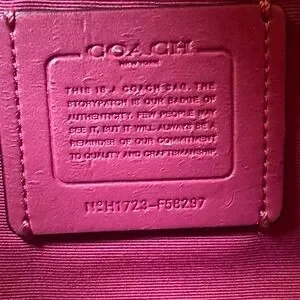 COACH
NEW YORK
THIS IS A COACH BAG. THE
STORYPATCH IS OUR BADGE OF
AUTHENTICITY. FEW PEOPLE MAY
SEE IT, BUT IT WILL ALWAYS BE A
REMINDER OF OUR COMMITMENT
TO QUALITY AND CRAFTSMANSHIP.
Nº H1723-F58297